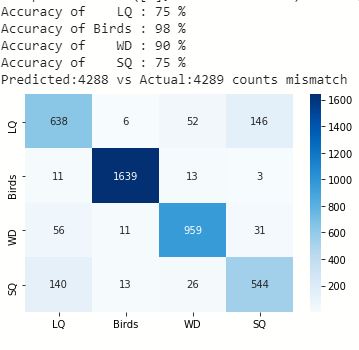 Accuracy of    LQ : 75 %
Accuracy of Birds : 98 %
Accuracy of    WD : 90 %
Accuracy of    SQ : 75 %
Predicted:4288 vs Actual:4289 counts mismatch
LQ 638 6 52 146
Birds 11 1639 13 3
WD 56 11 959 31
SQ 140 13 26 544
LQ Birds WD SQ
1600
1400
1200
1000
800
600
400
200